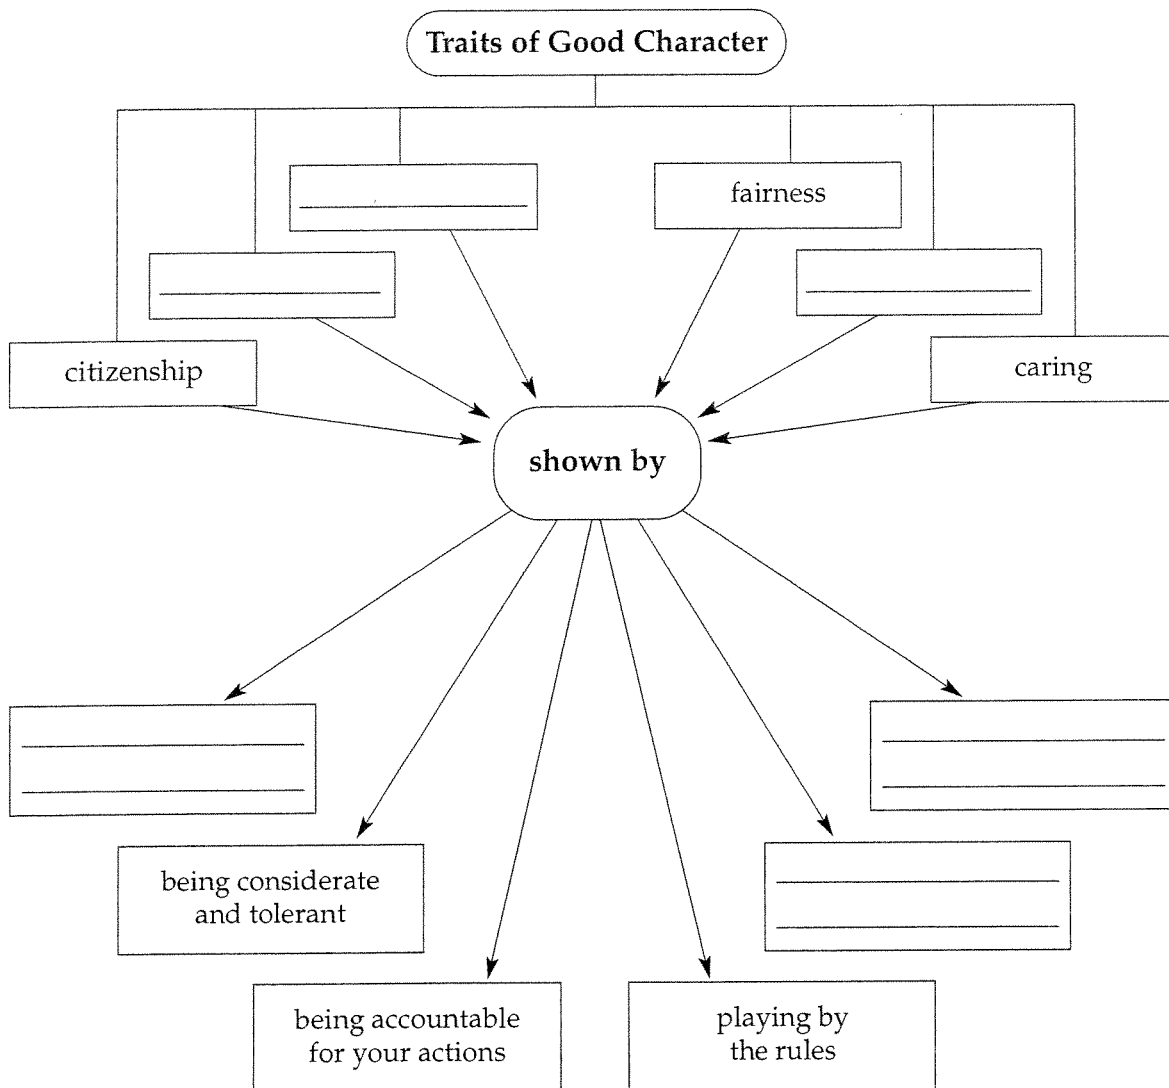 Traits of Good Character
fairness
citizenship
caring
shown by
being considerate
and tolerant
being accountable
for your actions
playing by
the rules